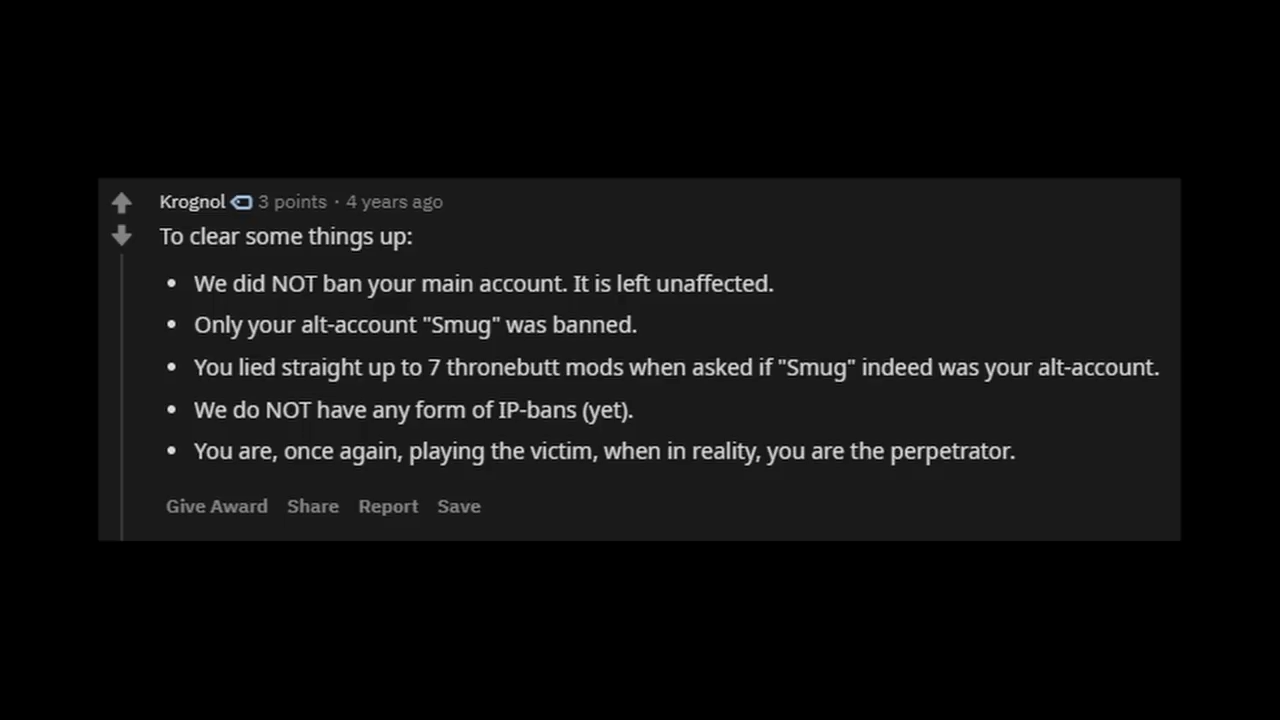 Krognol 3 points · 4 years ago
To clear some things up:
• We did NOT ban your main account. It is left unaffected.
• Only your alt-account "Smug" was banned.
• You lied straight up to 7 thronebutt mods when asked if "Smug" indeed was your alt-account.
• We do NOT have any form of IP-bans (yet).
• You are, once again, playing the victim, when in reality, you are the perpetrator.
Give Award Share Report Save